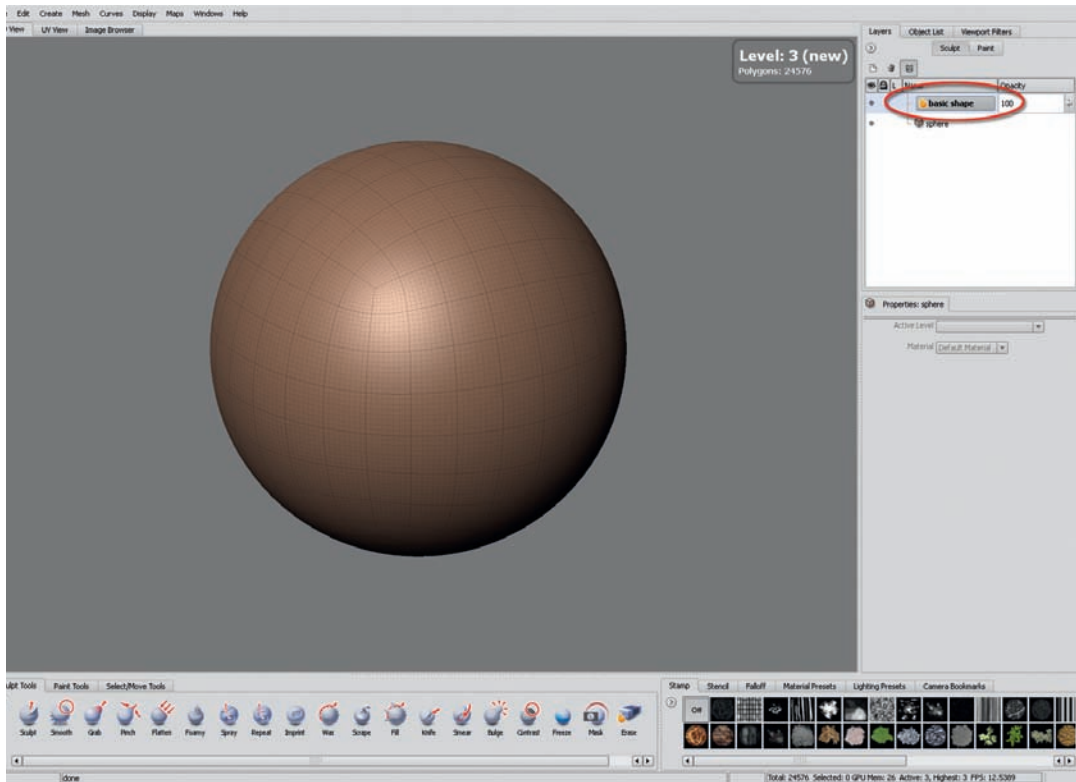 Edit Create Mesh Curves Display Maps Windows Help
View UV View Image Browser
Level: 3 (new)
Polygons: 24576
Layers Object List Viewport Filters
Sculpt Paint
L Opacity
basic shape 100
sphere
Properties: sphere
Active Level
Material Default Material
Sculpt Tools Paint Tools Select/Move Tools
Sculpt Smooth Grab Pinch Flatten Foamy Spray Repeat Imprint Wax Scrape Fill Knife Smear Bulge Contrast Freeze Mask Erase
Stamp Stencil Falloff Material Presets Lighting Presets Camera Bookmarks
Off
done
Total: 24576 Selected: 0 GPU Mem: 26 Active: 3, Highest: 3 FPS: 12.5389